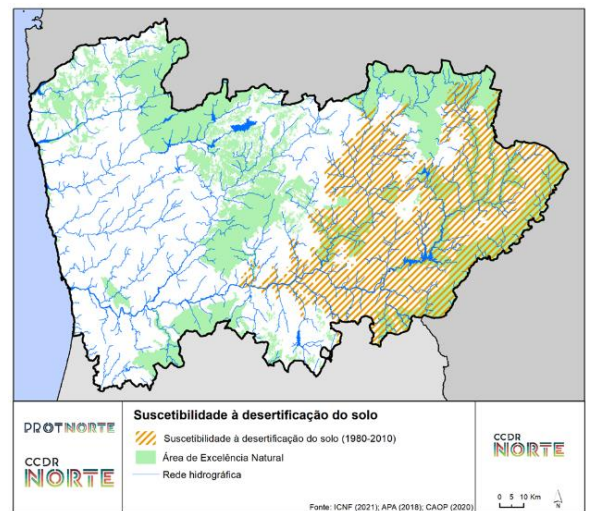 PROTNORTE
CCDR
NORTE
Suscetibilidade à desertificação do solo
Suscetibilidade à desertificação do solo (1980-2010)
Área de Excelência Natural
Rede hidrográfica
Fonte: ICNF (2021); APA (2018); CAOP (2020)
CCDR
NORTE
0 5 10 Km
N